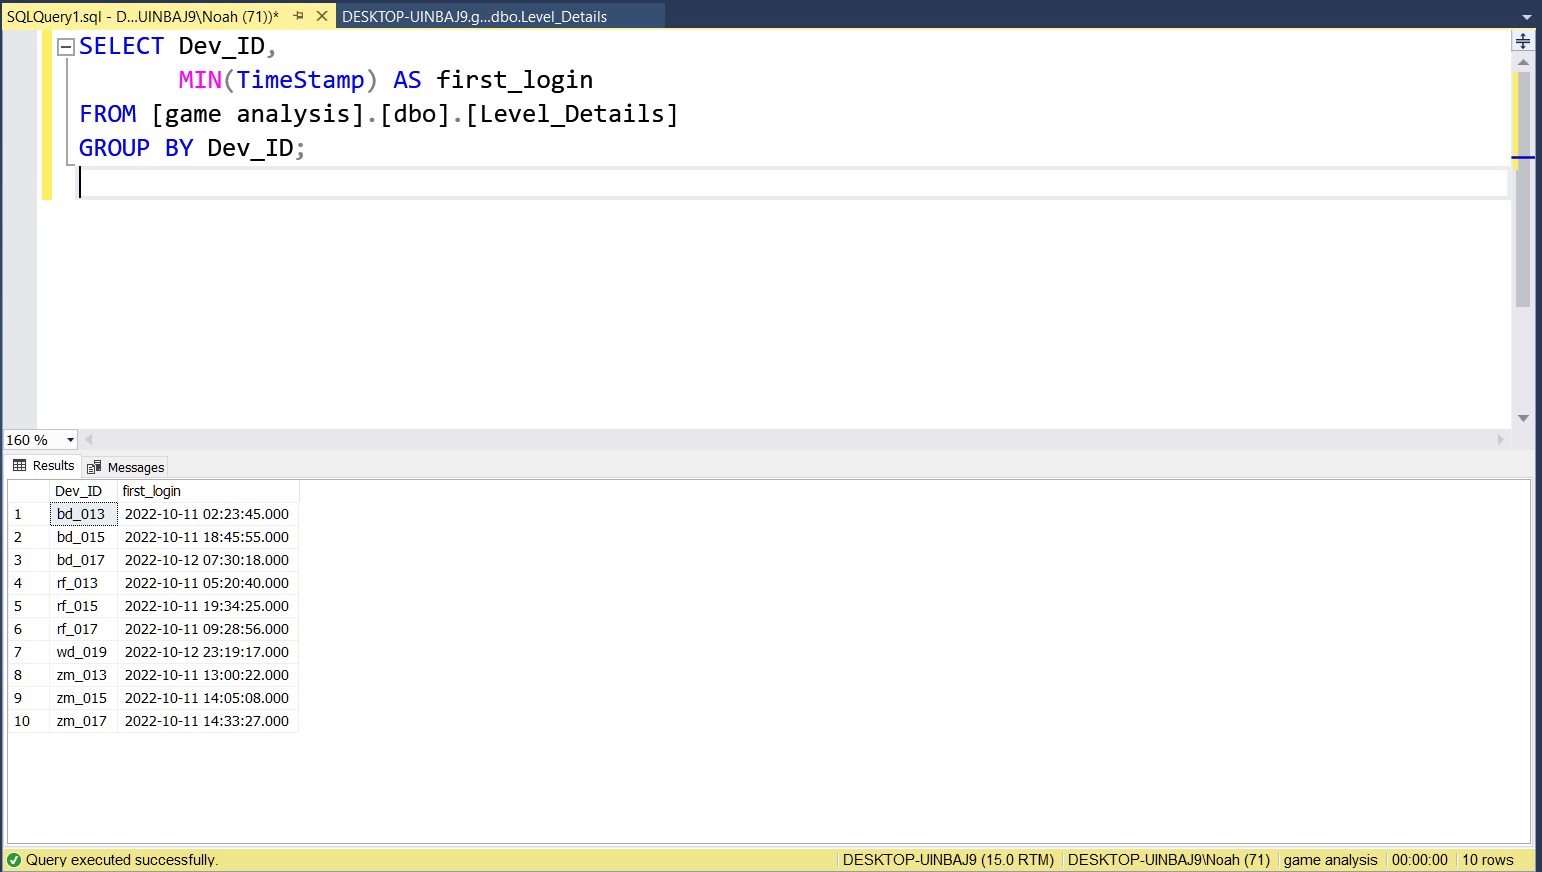 SQLQuery1.sql - D...UINBAJ9\Noah (71))* DESKTOP-UINBAJ9.g...dbo.Level_Details
SELECT Dev_ID,
MIN(TimeStamp) AS first_login
FROM [game analysis].[dbo].[Level_Details]
GROUP BY Dev_ID;
160 %
Results Messages
Dev_ID first_login
1 bd_013 2022-10-11 02:23:45.000
2 bd_015 2022-10-11 18:45:55.000
3 bd_017 2022-10-12 07:30:18.000
4 rf_013 2022-10-11 05:20:40.000
5 rf_015 2022-10-11 19:34:25.000
6 rf_017 2022-10-11 09:28:56.000
7 wd_019 2022-10-12 23:19:17.000
8 zm_013 2022-10-11 13:00:22.000
9 zm_015 2022-10-11 14:05:08.000
10 zm_017 2022-10-11 14:33:27.000
Query executed successfully. DESKTOP-UINBAJ9 (15.0 RTM) DESKTOP-UINBAJ9\Noah (71) game analysis 00:00:00 10 rows